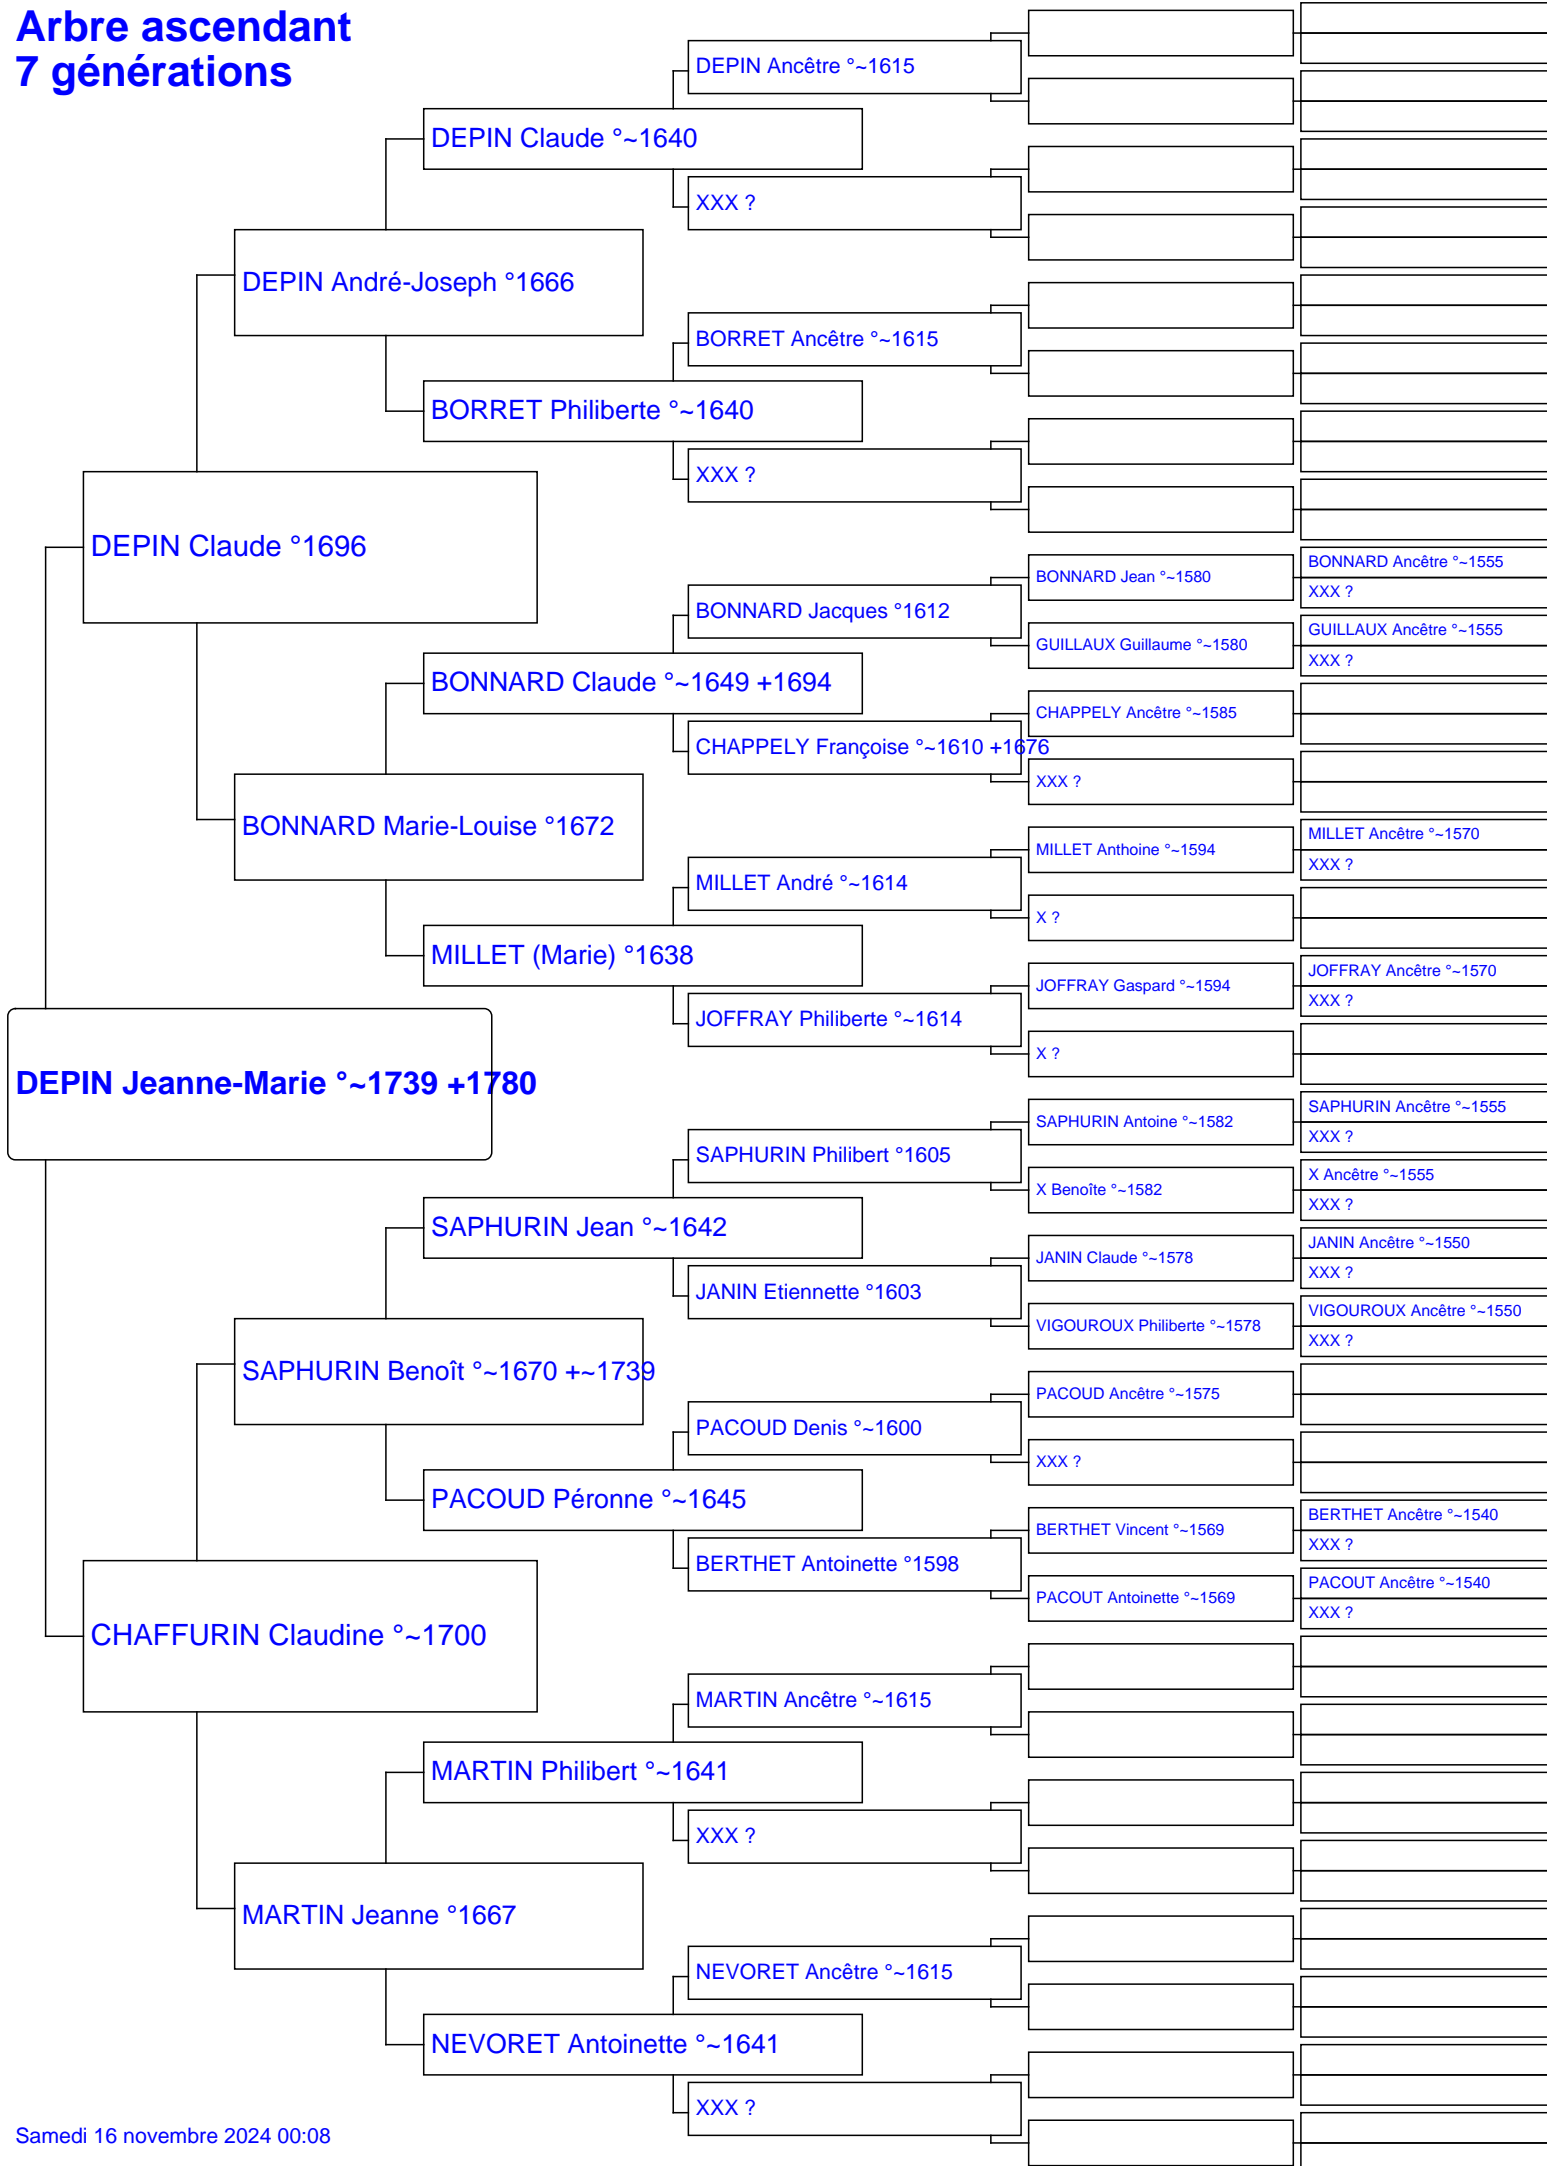 Arbre ascendant
7 générations
DEPIN Ancêtre °~1615
DEPIN Claude °~1640
XXX ?
DEPIN André-Joseph °1666
BORRET Ancêtre °~1615
BORRET Philiberte °~1640
XXX ?
DEPIN Claude °1696
BONNARD Ancêtre °~1555
BONNARD Jean °~1580
XXX ?
BONNARD Jacques °1612
GUILLAUX Ancêtre °~1555
GUILLAUX Guillaume °~1580
XXX ?
BONNARD Claude °~1649 +1694
CHAPPELY Ancêtre °~1585
CHAPPELY Françoise °~1610 +1676
XXX ?
BONNARD Marie-Louise °1672
MILLET Ancêtre °~1570
MILLET Anthoine °~1594
XXX ?
MILLET André °~1614
X ?
MILLET (Marie) °1638
JOFFRAY Ancêtre °~1570
JOFFRAY Gaspard °~1594
XXX ?
JOFFRAY Philiberte °~1614
X ?
DEPIN Jeanne-Marie °~1739 +1780
SAPHURIN Ancêtre °~1555
SAPHURIN Antoine °~1582
XXX ?
SAPHURIN Philibert °1605
X Ancêtre °~1555
X Benoîte °~1582
XXX ?
SAPHURIN Jean °~1642
JANIN Ancêtre °~1550
JANIN Claude °~1578
XXX ?
JANIN Etiennette °1603
VIGOUROUX Ancêtre °~1550
VIGOUROUX Philiberte °~1578
XXX ?
SAPHURIN Benoît °~1670 +~1739
PACOUD Ancêtre °~1575
PACOUD Denis °~1600
XXX ?
PACOUD Péronne °~1645
BERTHET Ancêtre °~1540
BERTHET Vincent °~1569
XXX ?
BERTHET Antoinette °1598
PACOUT Ancêtre °~1540
PACOUT Antoinette °~1569
XXX ?
CHAFFURIN Claudine °~1700
MARTIN Ancêtre °~1615
MARTIN Philibert °~1641
XXX ?
MARTIN Jeanne °1667
NEVORET Ancêtre °~1615
NEVORET Antoinette °~1641
XXX ?
Samedi 16 novembre 2024 00:08